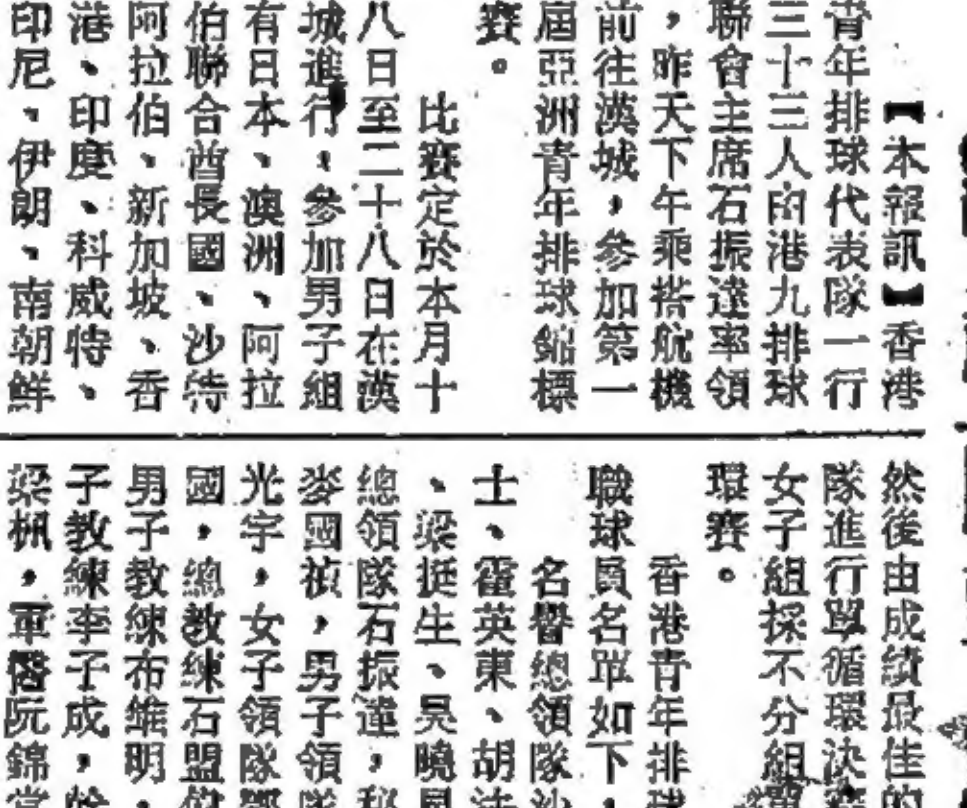 【本報訊】香港
青年排球代表隊一行
三十三人由港九排球
聯會主席石振達率領
，昨天下午乘搭航機
前往漢城，參加第一
屆亞洲青年排球錦標
賽。
比賽定於本月十
八日至二十八日在漢
城進行，參加男子組
有日本、澳洲、阿拉
伯聯合酋長國、沙特
阿拉伯、新加坡、香
港、印度、科威特、
印尼、伊朗、南朝鮮
然後由成績最佳的
隊進行單循環決賽
女子組採不分組單
環賽。
香港青年排球
職球員名單如下：
名譽總領隊沙
士、霍英東、胡法
、梁挺生、吳曉
總領隊石振達，秘
麥國禎，男子領隊
光宇，女子領隊鄧
國，總教練石盟
男子教練布維明，
子教練李子成，
梁帆，軍醫阮錦